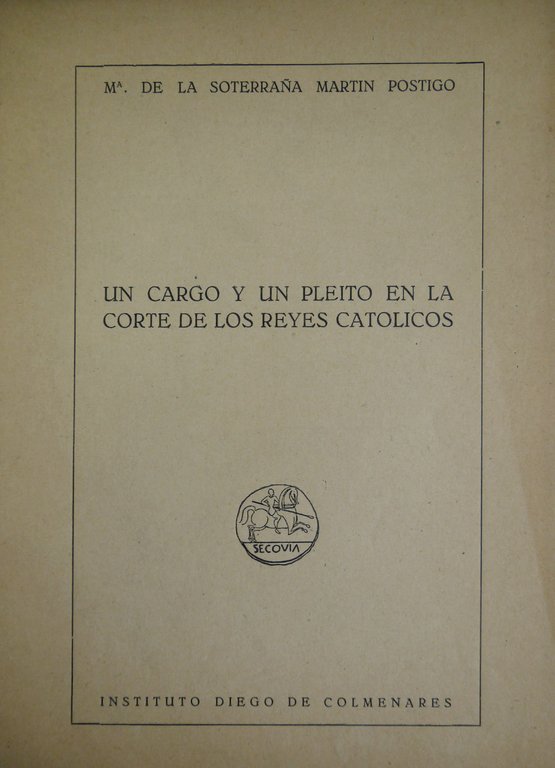 Mª. DE LA SOTERRAÑA MARTIN POSTIGO
UN CARGO Y UN PLEITO EN LA
CORTE DE LOS REYES CATOLICOS
SECOVIA
INSTITUTO DIEGO DE COLMENARES